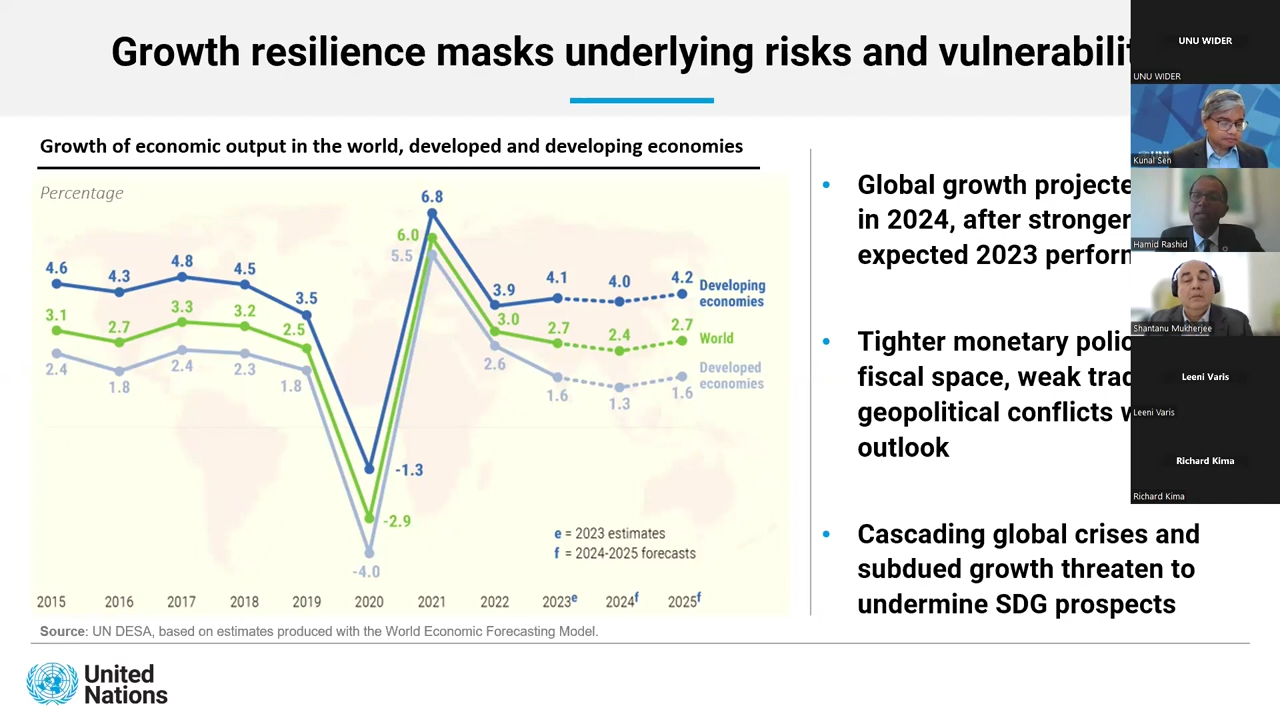 Growth resilience masks underlying risks and
Growth of economic output in the world, developed and developing economies
Percentage
4.6
4.3
4.8
4.5
3.5
-1.3
6.8
3.9
4.1
4.0
4.2
Developing
economies
3.1
2.7
3.3
3.2
2.5
-2.9
6.0
3.0
2.7
2.4
2.7
World
2.4
1.8
2.4
2.3
1.8
-4.0
5.5
2.6
1.6
1.3
1.6
Developed
economies
e = 2023 estimates
f = 2024-2025 forecasts
2015 2016 2017 2018 2019 2020 2021 2022 2023e 2024f 2025f
Source: UN DESA, based on estimates produced with the World Economic Forecasting Model.
• Global growth
in 2024, after stronger
expected 2023
• Tighter monetary
fiscal space, weak
geopolitical conflicts
outlook
• Cascading global crises and
subdued growth threaten to
undermine SDG prospects
United
Nations
UNU WIDER
UNU WIDER
Kunal Sen
Hamid Rashid
Shantanu Mukherjee
Leeni Varis
Leeni Varis
Richard Kima
Richard Kima